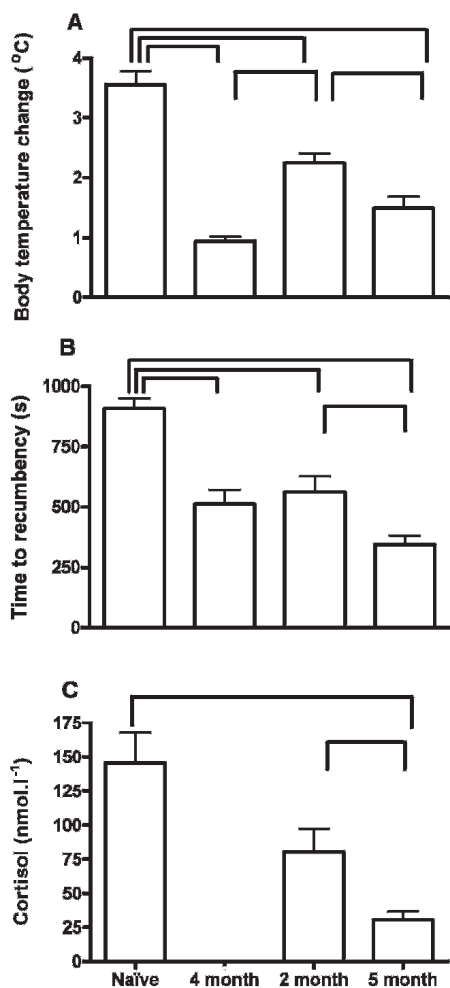 A
Body temperature change (°C)
4
3
2
1
0
B
Time to recumbency (s)
1000
750
500
250
0
C
Cortisol (nmol.l⁻¹)
175
150
125
100
75
50
25
0
Naïve 4 month 2 month 5 month